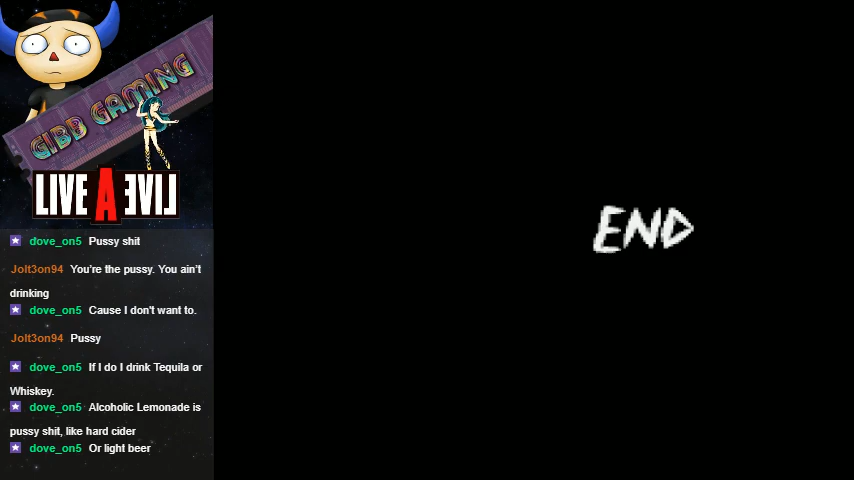 GIBB GAMING
LIVE A LIVE
dove_on5 Pussy shit
Jolt3on94 You're the pussy. You ain't
drinking
dove_on5 Cause I don't want to.
Jolt3on94 Pussy
dove_on5 If I do I drink Tequila or
Whiskey.
dove_on5 Alcoholic Lemonade is
pussy shit, like hard cider
dove_on5 Or light beer
END